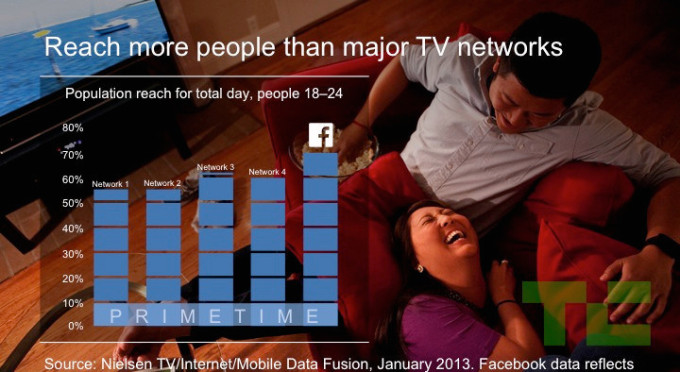 Reach more people than major TV networks
Population reach for total day, people 18–24
80%
70%
60%
50%
40%
30%
20%
10%
0%
Network 1
Network 2
Network 3
Network 4
f
PRIMETIME
TC
Source: Nielsen TV/Internet/Mobile Data Fusion, January 2013. Facebook data reflects